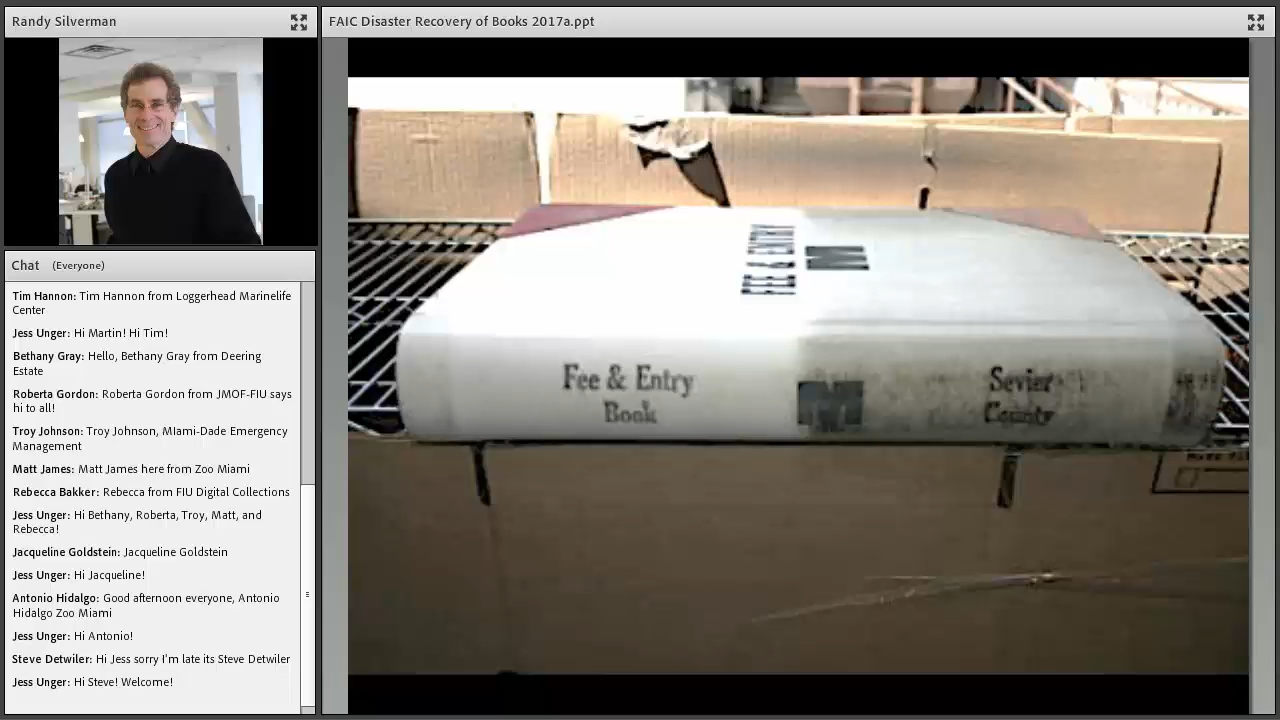 Randy Silverman
FAIC Disaster Recovery of Books 2017a.ppt
Chat (Everyone)
Hannon from Loggerhead Marinelife
Center
Jess Unger: Hi Martin! Hi Tim!
Bethany Gray: Hello, Bethany Gray from Deering
Estate
Roberta Gordon: Roberta Gordon from JMOF-FIU says
hi to all!
Troy Johnson: Troy Johnson, MIami-Dade Emergency
Management
Matt James: Matt James here from Zoo Miami
Rebecca Bakker: Rebecca from FIU Digital Collections
Jess Unger: Hi Bethany, Roberta, Troy, Matt, and
Rebecca!
Jacqueline Goldstein: Jacqueline Goldstein
Jess Unger: Hi Jacqueline!
Antonio Hidalgo: Good afternoon everyone, Antonio
Hidalgo Zoo Miami
Jess Unger: Hi Antonio!
Steve Detwiler: Hi Jess sorry I'm late its Steve Detwiler
Jess Unger: Hi Steve! Welcome!
M
Fee & Entry
Book
M
Sevier
County